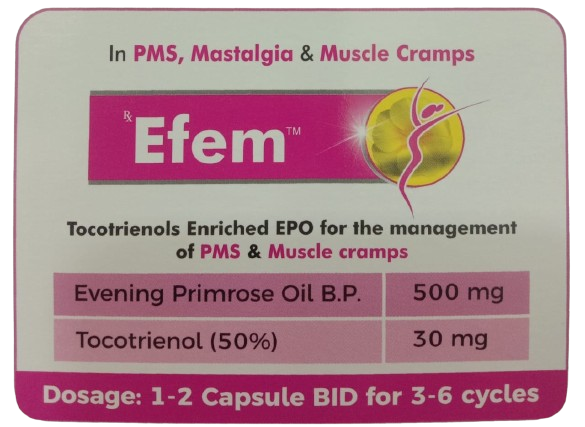 In PMS, Mastalgia & Muscle Cramps
Rx
Efem™
Tocotrienols Enriched EPO for the management
of PMS & Muscle cramps
Evening Primrose Oil B.P. 500 mg
Tocotrienol (50%) 30 mg
Dosage: 1-2 Capsule BID for 3-6 cycles